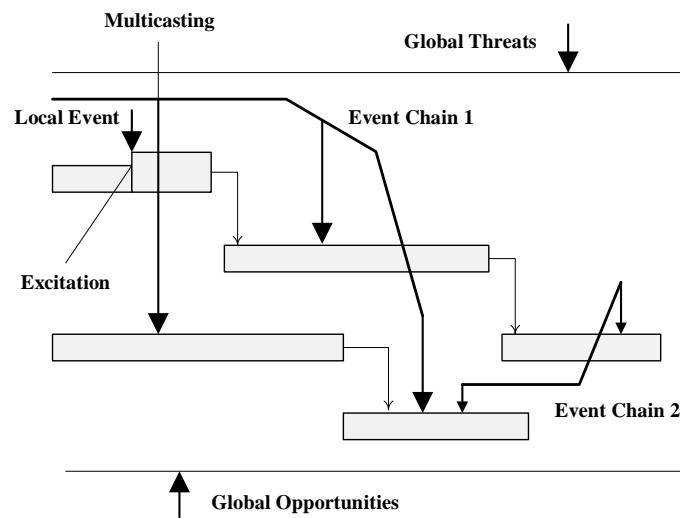 Multicasting
Global Threats
Local Event
Event Chain 1
Excitation
Event Chain 2
Global Opportunities